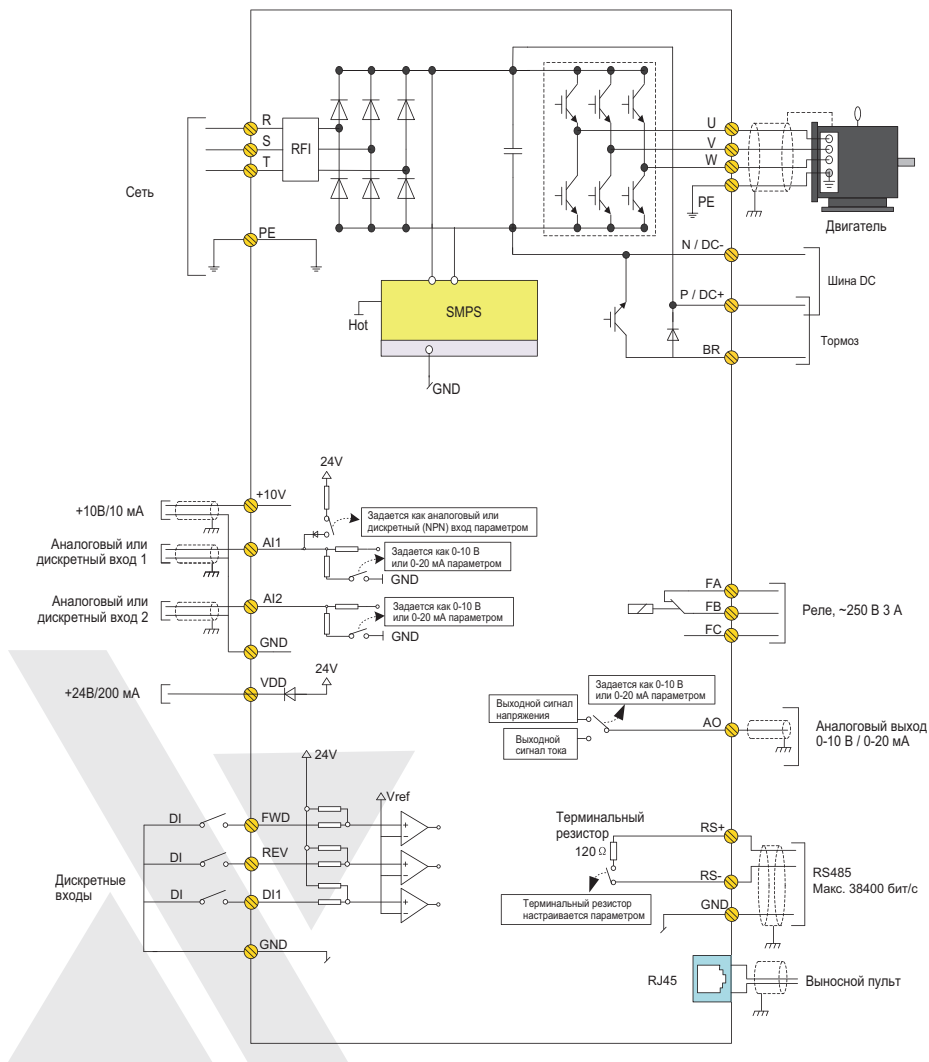 R
S
T
RFI
Сеть
PE
U
V
W
PE
Двигатель
N / DC-
Шина DC
P / DC+
Тормоз
BR
Hot
SMPS
GND
24V
+10V
+10В/10 мА
Задается как аналоговый или
дискретный (NPN) вход параметром
Аналоговый или
дискретный вход 1
AI1
Задается как 0-10 В
или 0-20 мА параметром
GND
Аналоговый или
дискретный вход 2
AI2
Задается как 0-10 В
или 0-20 мА параметром
GND
GND
+24В/200 мА
VDD
24V
FA
FB
FC
Реле, ~250 В 3 А
Задается как 0-10 В
или 0-20 мА параметром
Выходной сигнал
напряжения
Выходной
сигнал тока
AO
Аналоговый выход
0-10 В / 0-20 мА
24V
Vref
DI
FWD
+
−
DI
REV
+
−
DI
DI1
+
−
Дискретные
входы
GND
Терминальный
резистор
120 Ω
Терминальный резистор
настраивается параметром
RS+
RS-
GND
RS485
Макс. 38400 бит/с
RJ45
Выносной пульт